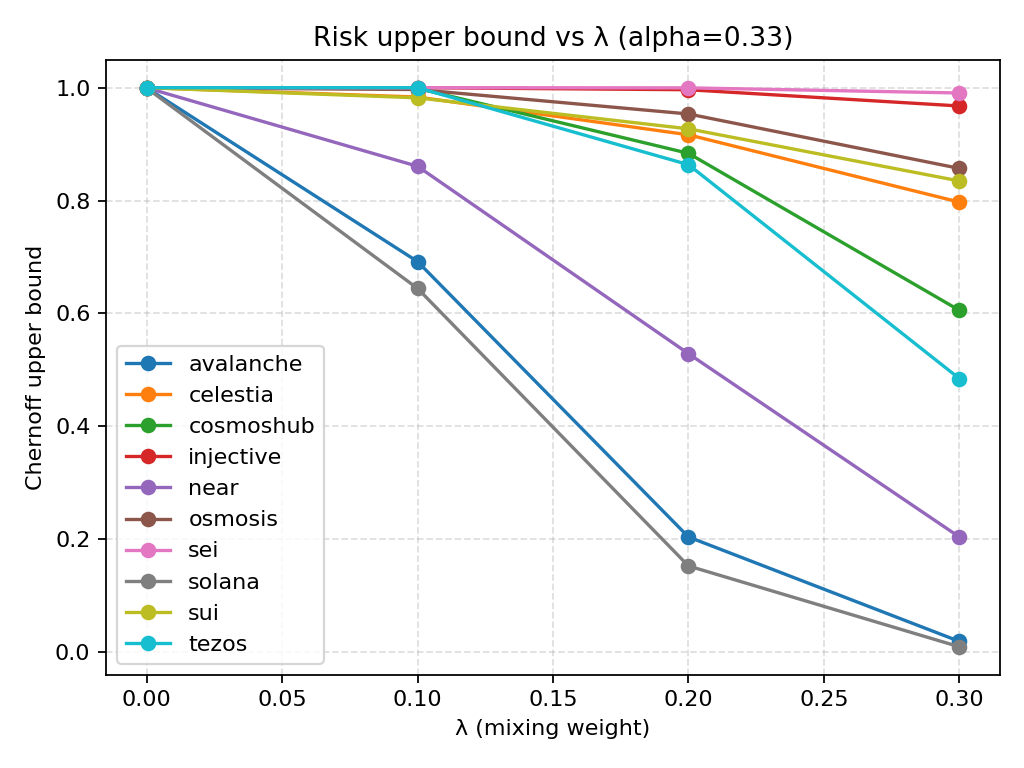 Risk upper bound vs λ (alpha=0.33)
Chernoff upper bound
1.0
0.8
0.6
0.4
0.2
0.0
avalanche
celestia
cosmoshub
injective
near
osmosis
sei
solana
sui
tezos
0.00 0.05 0.10 0.15 0.20 0.25 0.30
λ (mixing weight)